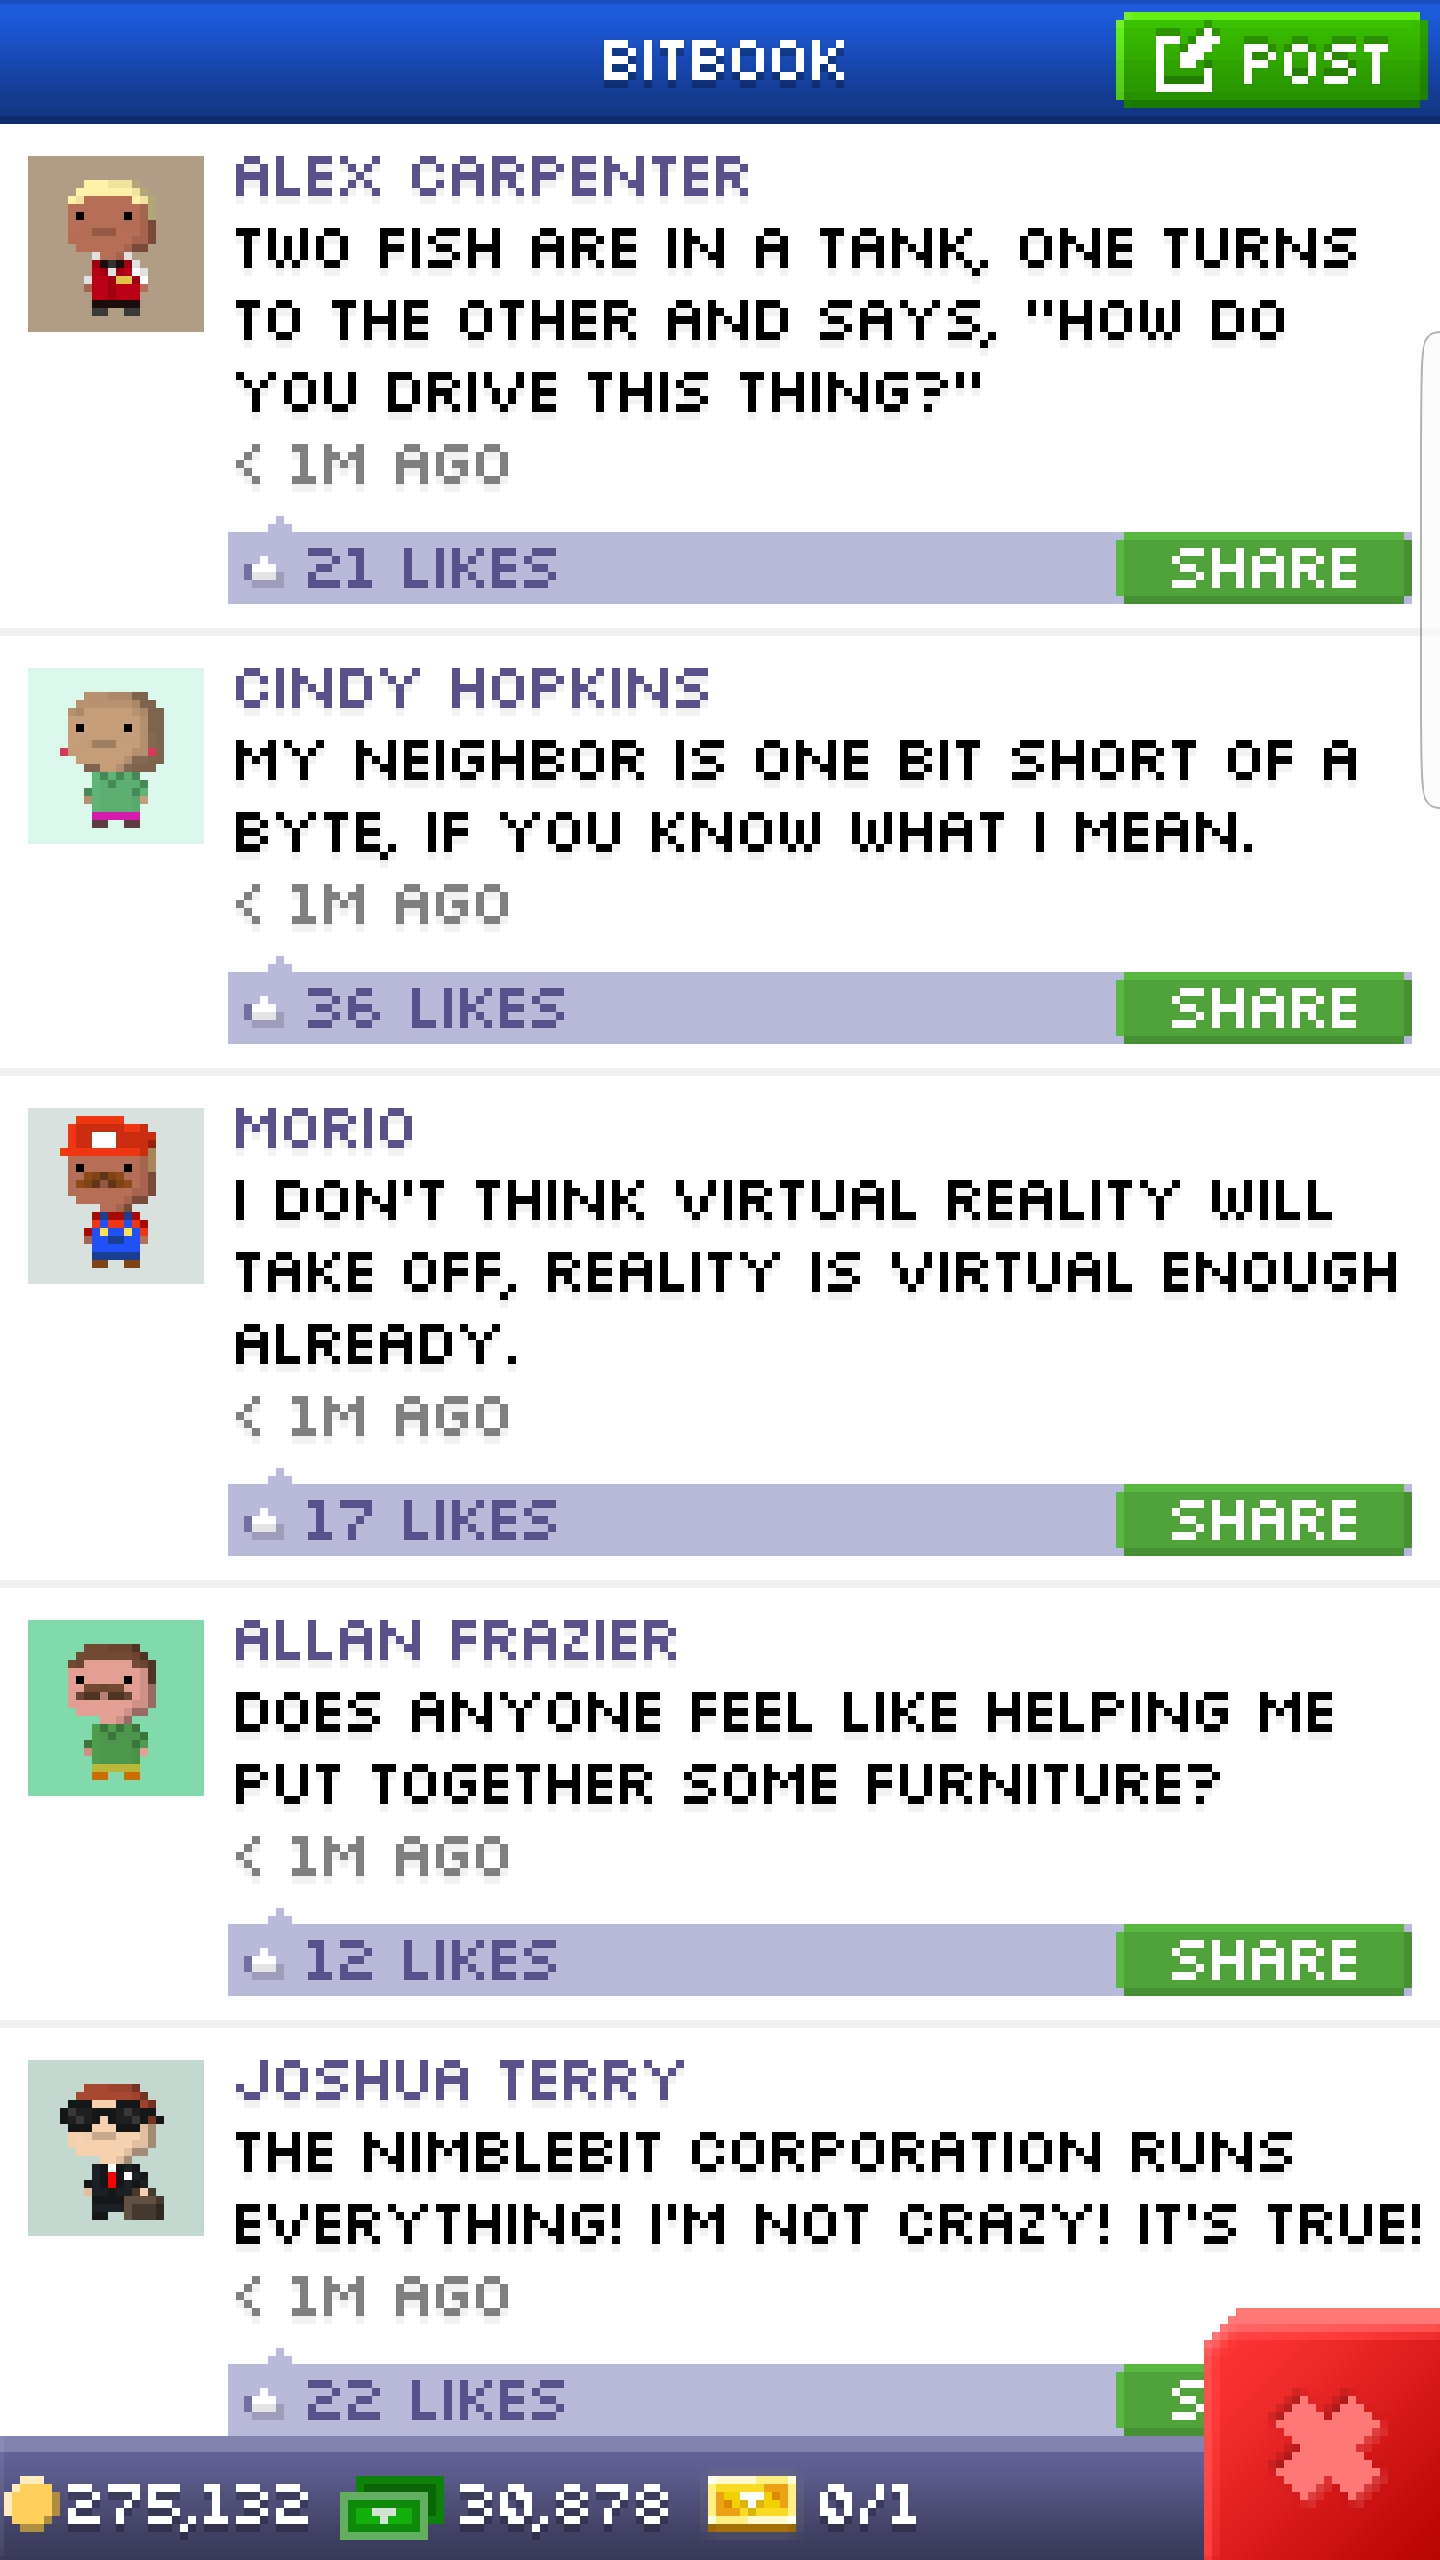 BITBOOK
POST
ALEX CARPENTER
TWO FISH ARE IN A TANK, ONE TURNS
TO THE OTHER AND SAYS, "HOW DO
YOU DRIVE THIS THING?"
< 1M AGO
21 LIKES
SHARE
CINDY HOPKINS
MY NEIGHBOR IS ONE BIT SHORT OF A
BYTE, IF YOU KNOW WHAT I MEAN.
< 1M AGO
36 LIKES
SHARE
MORIO
I DON'T THINK VIRTUAL REALITY WILL
TAKE OFF, REALITY IS VIRTUAL ENOUGH
ALREADY.
< 1M AGO
17 LIKES
SHARE
ALLAN FRAZIER
DOES ANYONE FEEL LIKE HELPING ME
PUT TOGETHER SOME FURNITURE?
< 1M AGO
12 LIKES
SHARE
JOSHUA TERRY
THE NIMBLEBIT CORPORATION RUNS
EVERYTHING! I'M NOT CRAZY! IT'S TRUE!
< 1M AGO
22 LIKES
275,132
30,878
0/1